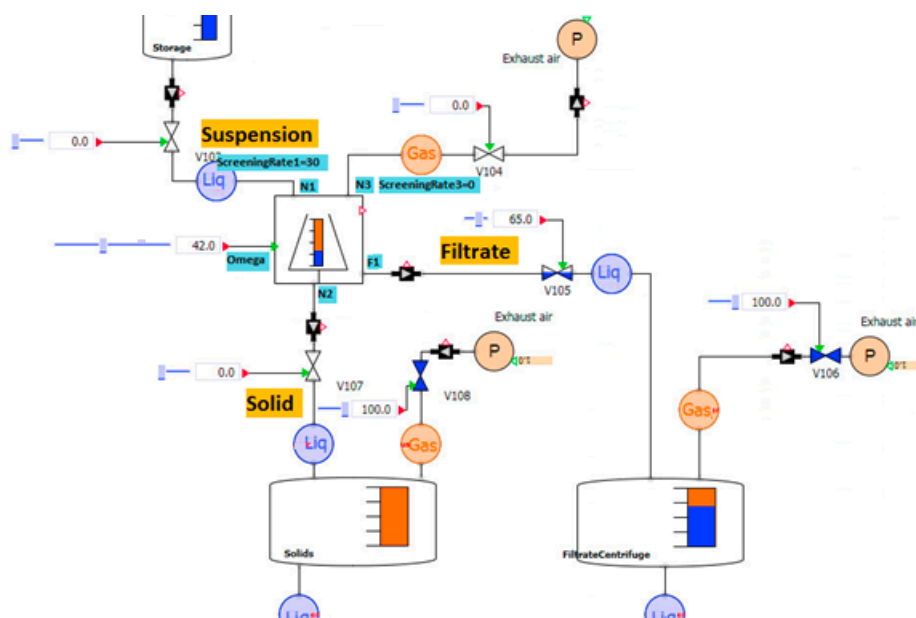 Storage
P
Exhaust air
0.0
0.0
Suspension
ScreeningRate1=30
Liq
Gas
V104
N1
N3
ScreeningRate3=0
65.0
42.0
Filtrate
Omega
F1
Liq
100.0
N2
V105
Exhaust air
Exhaust air
P
P
V106
0.0
V107
V108
Solid
100.0
Gas
Liq
Gas
Solids
FiltrateCentrifuge